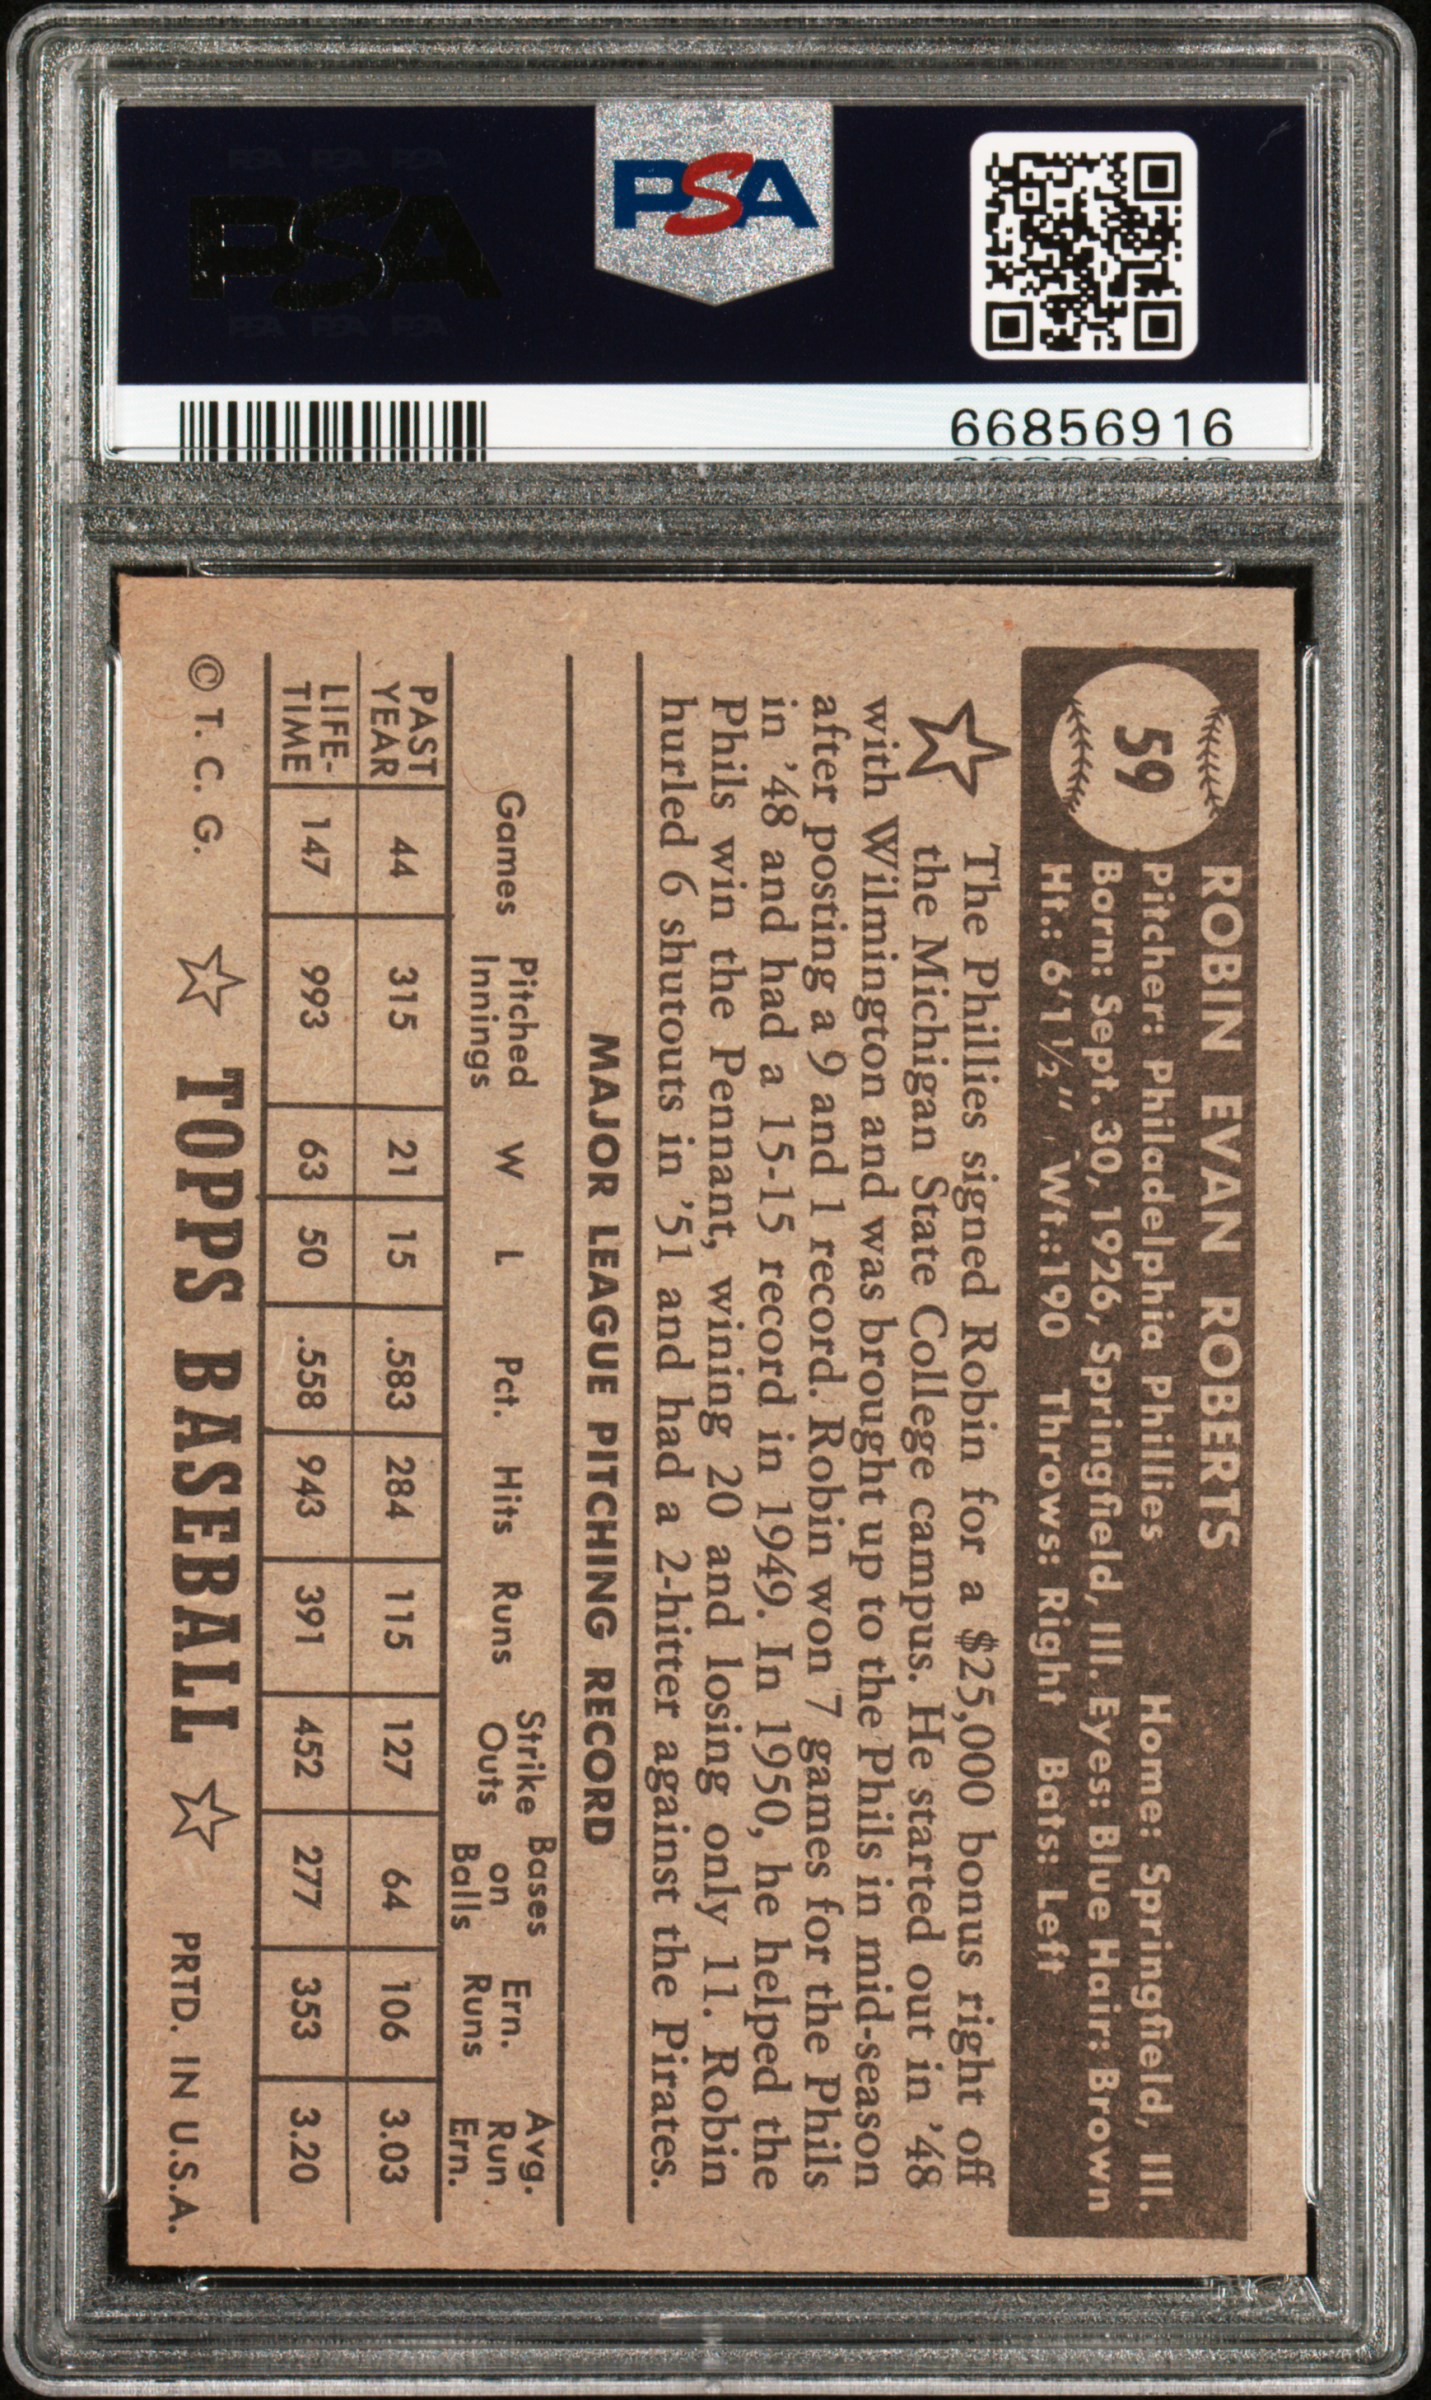 PSA PSA PSA
PSA
PSA PSA PSA
PSA
66856916
59
ROBIN EVAN ROBERTS
Pitcher: Philadelphia Phillies Home: Springfield, Ill.
Born: Sept. 30, 1926, Springfield, Ill. Eyes: Blue Hair: Brown
Ht.: 6'1½" Wt.: 190 Throws: Right Bats: Left
The Phillies signed Robin for a $25,000 bonus right off
the Michigan State College campus. He started out in '48
with Wilmington and was brought up to the Phils in mid-season
after posting a 9 and 1 record. Robin won 7 games for the Phils
in '48 and had a 15-15 record in 1949. In 1950, he helped the
Phils win the Pennant, wining 20 and losing only 11. Robin
hurled 6 shutouts in '51 and had a 2-hitter against the Pirates.
MAJOR LEAGUE PITCHING RECORD
Games Pitched Innings W L Pct. Hits Runs Strike Outs Bases on Balls Ern. Runs Avg. Run Ern.
PAST YEAR 44 315 21 15 .583 284 115 127 64 106 3.03
LIFE-TIME 147 993 63 50 .558 943 391 452 277 353 3.20
© T. C. G. TOPPS BASEBALL PRTD. IN U.S.A.
PSA